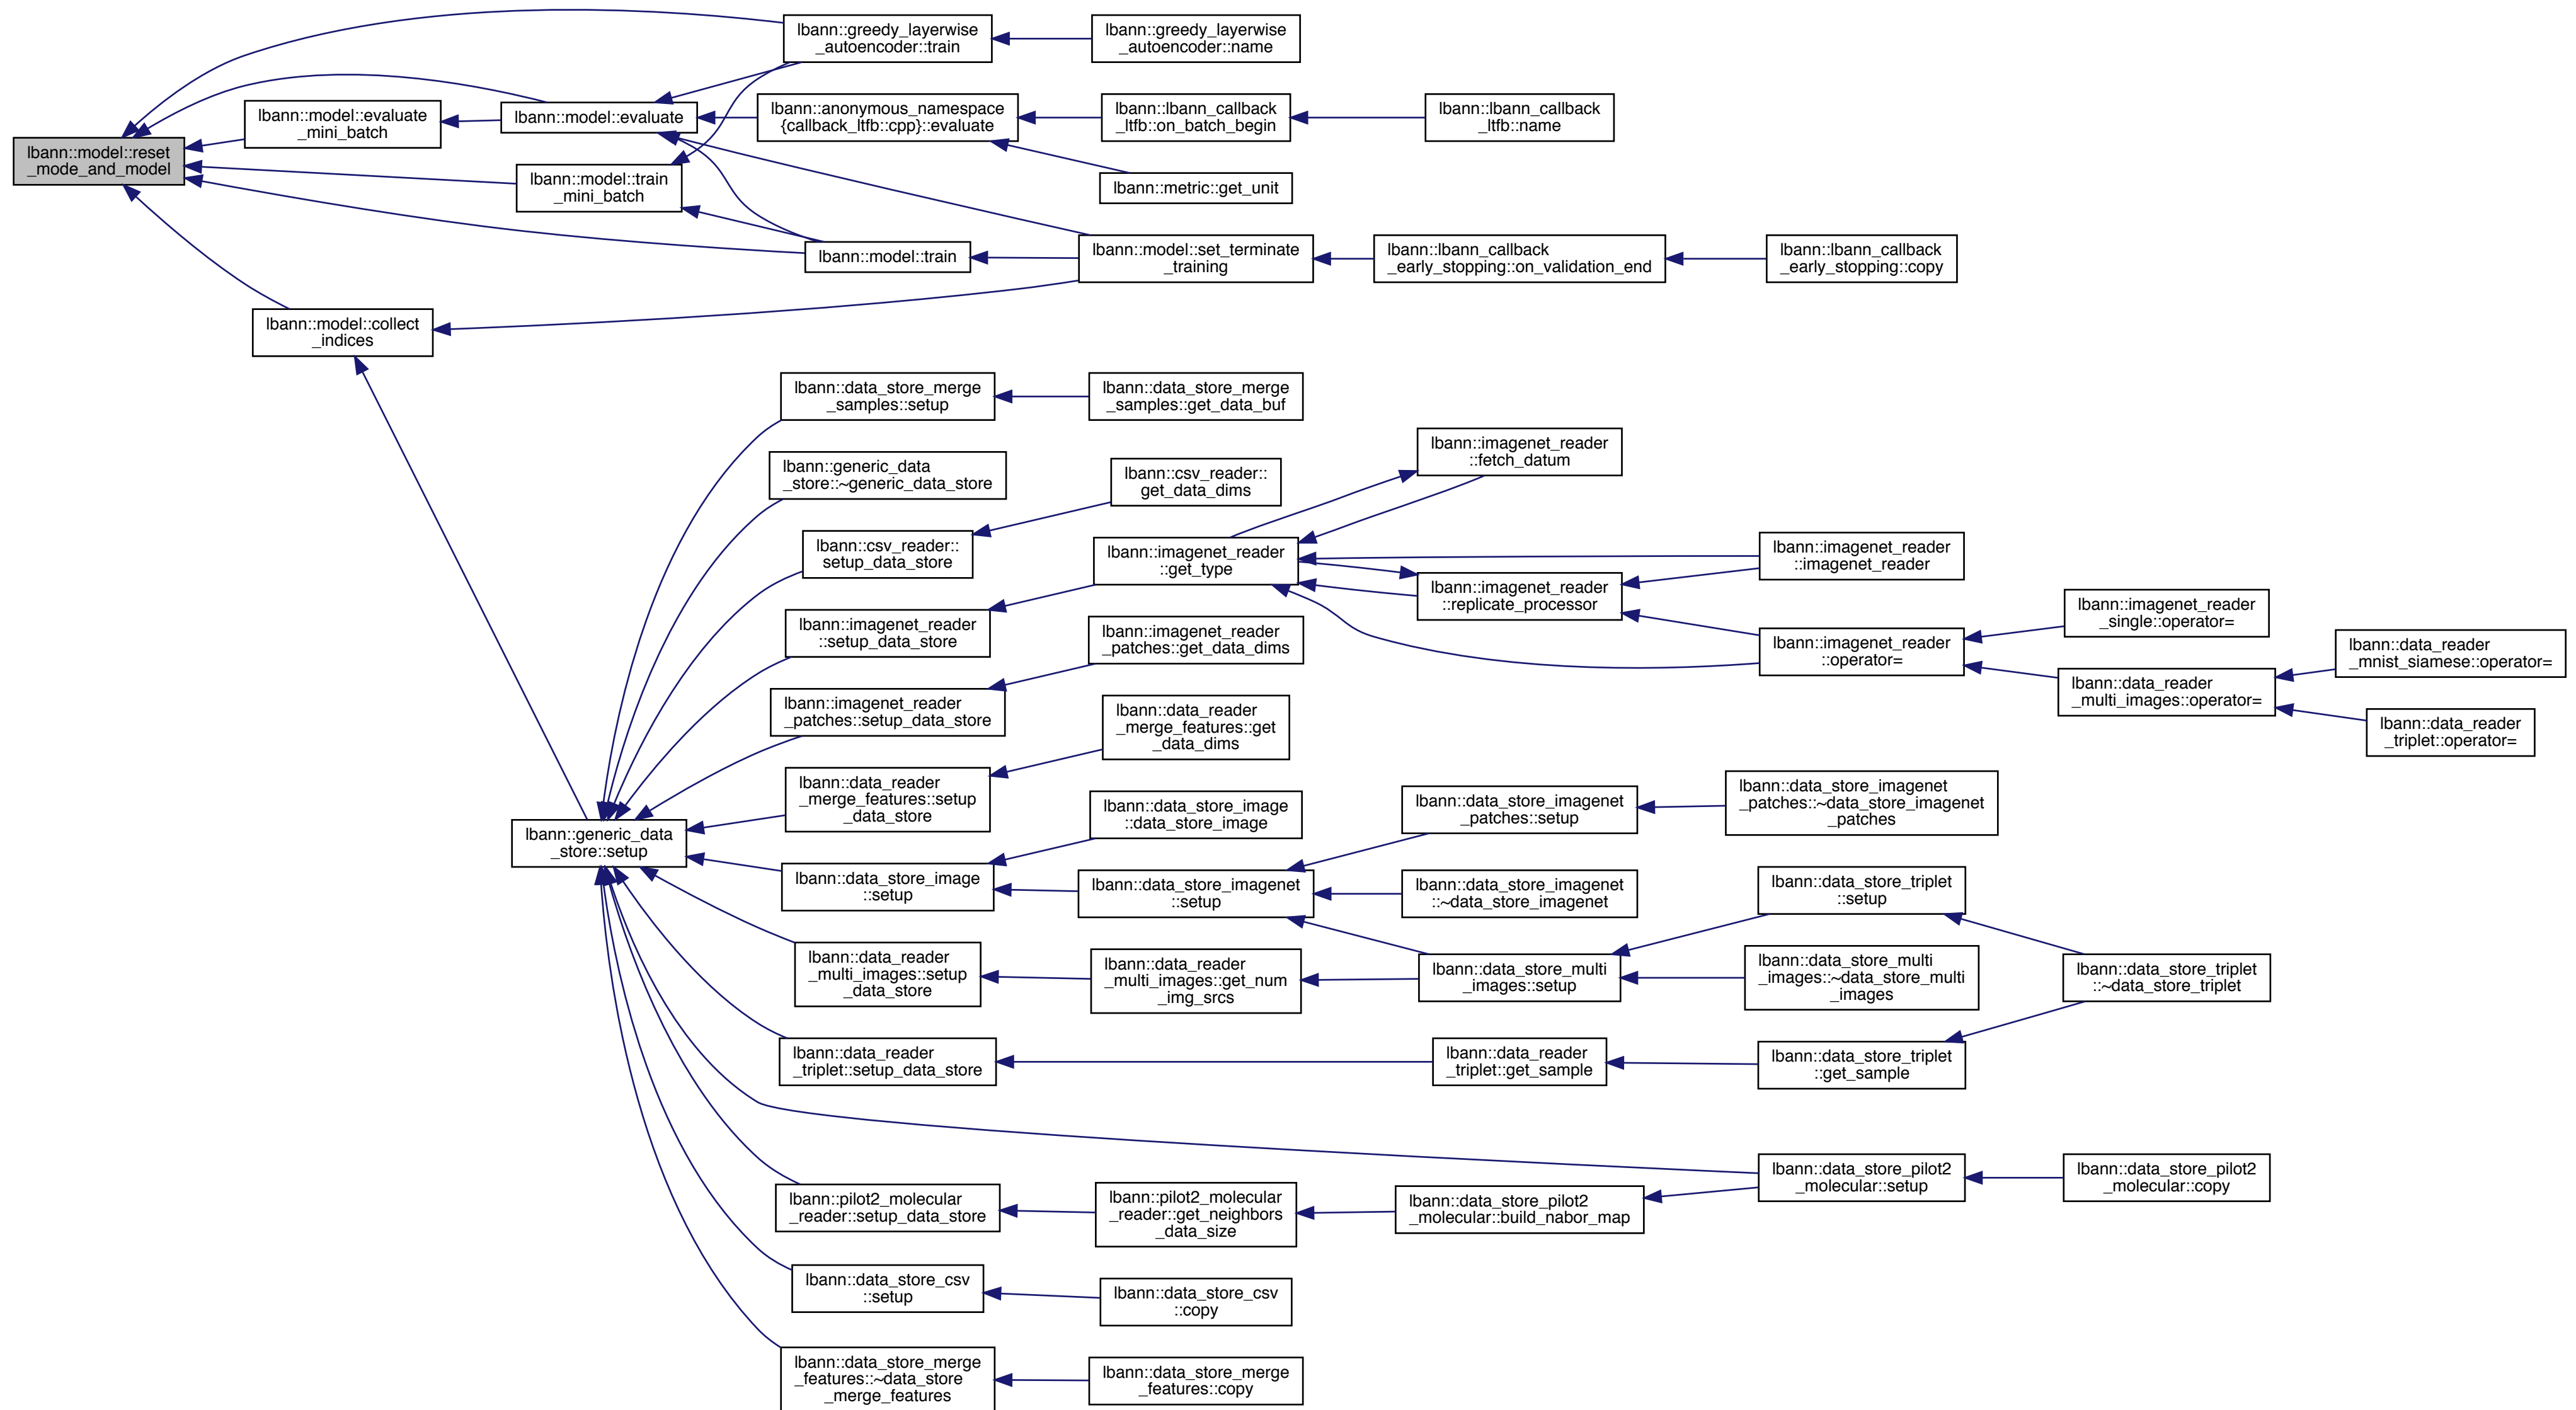 lbann::model::reset
_mode_and_model
lbann::greedy_layerwise
_autoencoder::train
lbann::greedy_layerwise
_autoencoder::name
lbann::model::evaluate
_mini_batch
lbann::model::evaluate
lbann::anonymous_namespace
{callback_ltfb::cpp}::evaluate
lbann::lbann_callback
_ltfb::on_batch_begin
lbann::lbann_callback
_ltfb::name
lbann::model::train
_mini_batch
lbann::metric::get_unit
lbann::model::train
lbann::model::set_terminate
_training
lbann::lbann_callback
_early_stopping::on_validation_end
lbann::lbann_callback
_early_stopping::copy
lbann::model::collect
_indices
lbann::generic_data
_store::setup
lbann::data_store_merge
_samples::setup
lbann::data_store_merge
_samples::get_data_buf
lbann::generic_data
_store::~generic_data_store
lbann::csv_reader::
setup_data_store
lbann::csv_reader::
get_data_dims
lbann::imagenet_reader
::setup_data_store
lbann::imagenet_reader
::get_type
lbann::imagenet_reader
::fetch_datum
lbann::imagenet_reader
::replicate_processor
lbann::imagenet_reader
::imagenet_reader
lbann::imagenet_reader
::operator=
lbann::imagenet_reader
_single::operator=
lbann::data_reader
_multi_images::operator=
lbann::data_reader
_mnist_siamese::operator=
lbann::data_reader
_triplet::operator=
lbann::imagenet_reader
_patches::setup_data_store
lbann::imagenet_reader
_patches::get_data_dims
lbann::data_reader
_merge_features::setup
_data_store
lbann::data_reader
_merge_features::get
_data_dims
lbann::data_store_image
::setup
lbann::data_store_image
::data_store_image
lbann::data_store_imagenet
::setup
lbann::data_store_imagenet
_patches::setup
lbann::data_store_imagenet
_patches::~data_store_imagenet
_patches
lbann::data_store_imagenet
::~data_store_imagenet
lbann::data_reader
_multi_images::setup
_data_store
lbann::data_reader
_multi_images::get_num
_img_srcs
lbann::data_store_multi
_images::setup
lbann::data_store_triplet
::setup
lbann::data_store_multi
_images::~data_store_multi
_images
lbann::data_store_triplet
::~data_store_triplet
lbann::data_reader
_triplet::setup_data_store
lbann::data_reader
_triplet::get_sample
lbann::data_store_triplet
::get_sample
lbann::pilot2_molecular
_reader::setup_data_store
lbann::pilot2_molecular
_reader::get_neighbors
_data_size
lbann::data_store_pilot2
_molecular::build_nabor_map
lbann::data_store_pilot2
_molecular::setup
lbann::data_store_pilot2
_molecular::copy
lbann::data_store_csv
::setup
lbann::data_store_csv
::copy
lbann::data_store_merge
_features::~data_store
_merge_features
lbann::data_store_merge
_features::copy